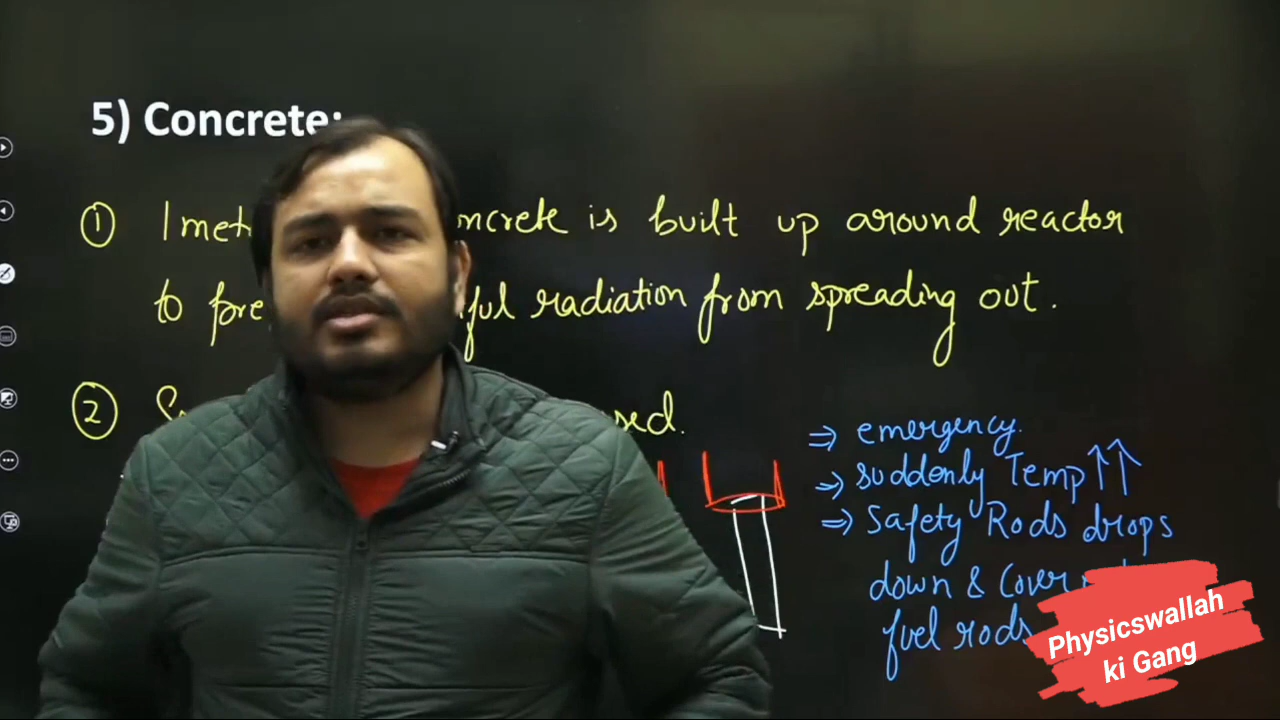 5) Concrete:
① 1 met ncrete is built up around reactor
to pre ful radiation from spreading out.
② sed.
⇒ emergency.
⇒ suddenly Temp ↑↑
⇒ Safety Rods drops
down & Cover
fuel rods
Physicswallah
ki Gang